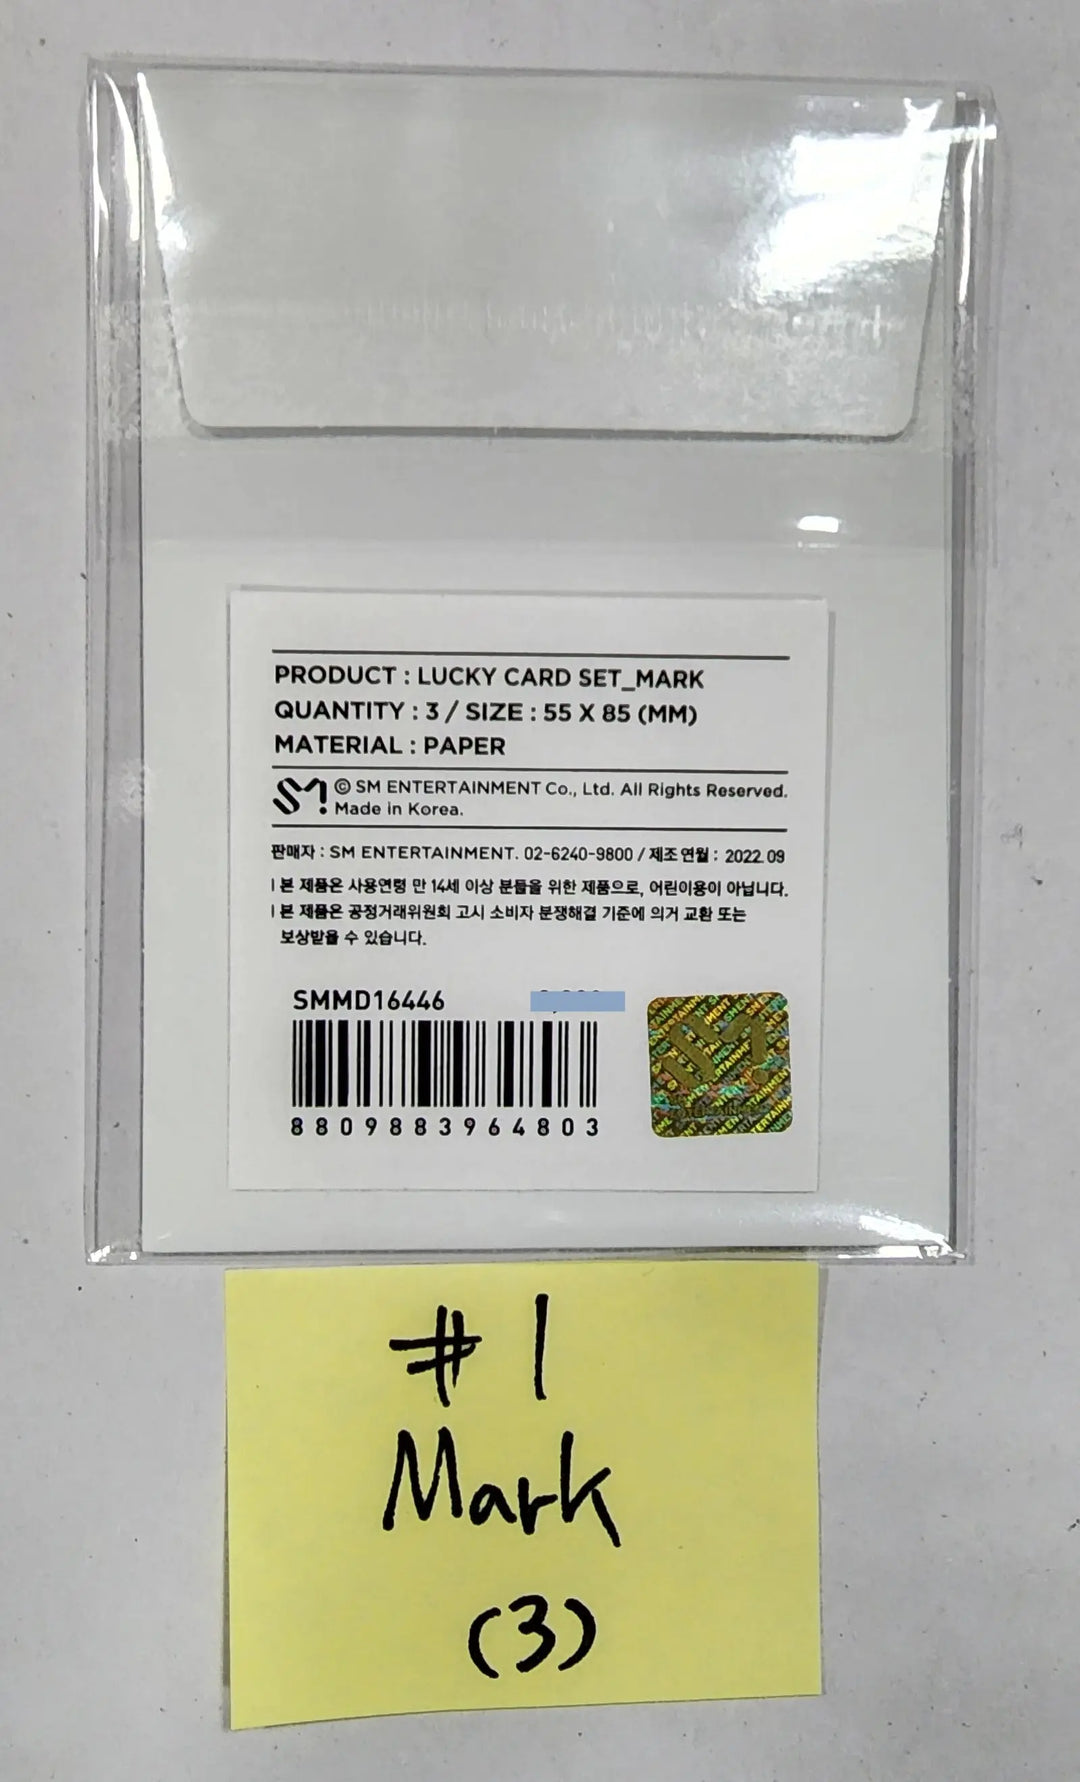 PRODUCT : LUCKY CARD SET_MARK
QUANTITY : 3 / SIZE : 55 X 85 (MM)
MATERIAL : PAPER
SM! © SM ENTERTAINMENT Co., Ltd. All Rights Reserved.
Made in Korea.
판매자 : SM ENTERTAINMENT. 02-6240-9800 / 제조연월 : 2022.09
| 본 제품은 사용연령 만 14세 이상 분들을 위한 제품으로, 어린이용이 아닙니다.
| 본 제품은 공정거래위원회 고시 소비자 분쟁해결 기준에 의거 교환 또는
보상받을 수 있습니다.
SMMD16446
8809883964803
#1
Mark
(3)